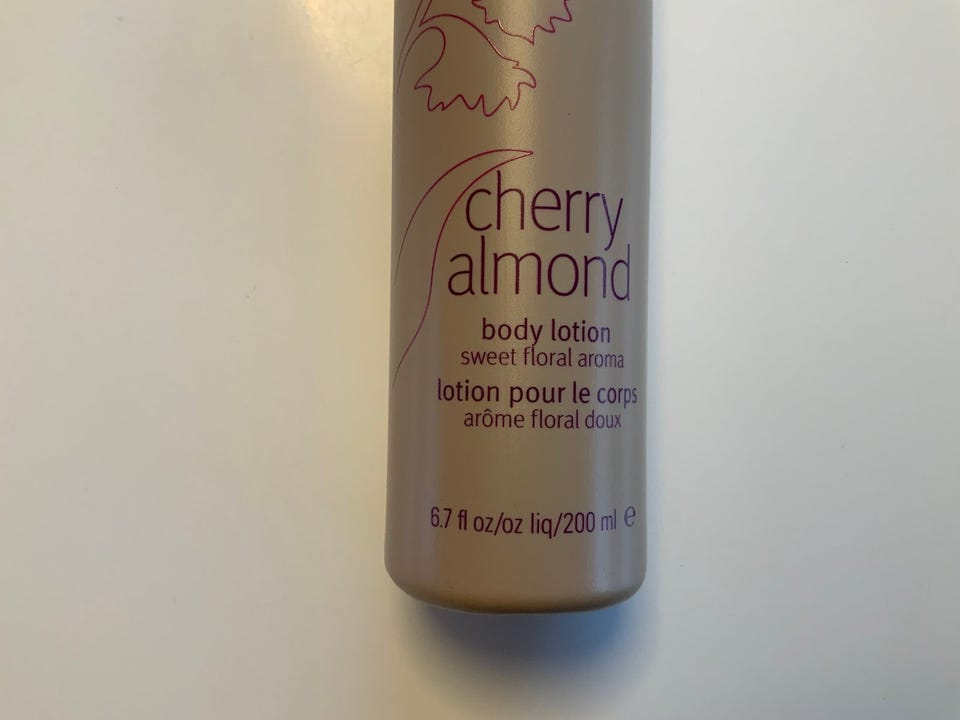 cherry
almond
body lotion
sweet floral aroma
lotion pour le corps
arôme floral doux
6.7 fl oz/oz liq/200 ml ℮